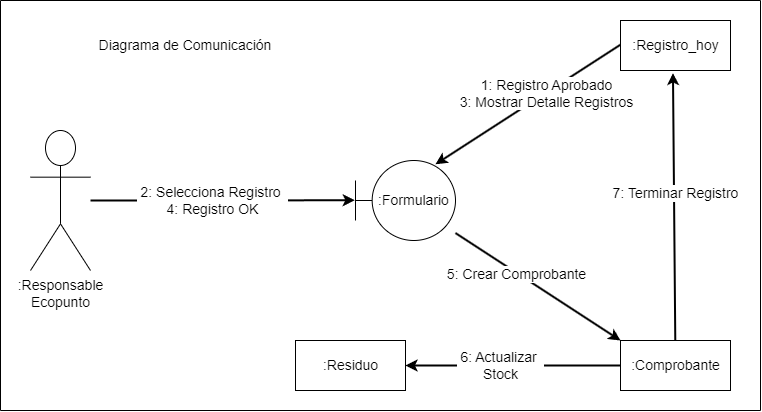 Diagrama de Comunicación
:Registro_hoy
1: Registro Aprobado
3: Mostrar Detalle Registros
2: Selecciona Registro
4: Registro OK
:Formulario
7: Terminar Registro
:Responsable
Ecopunto
5: Crear Comprobante
:Residuo
6: Actualizar
Stock
:Comprobante